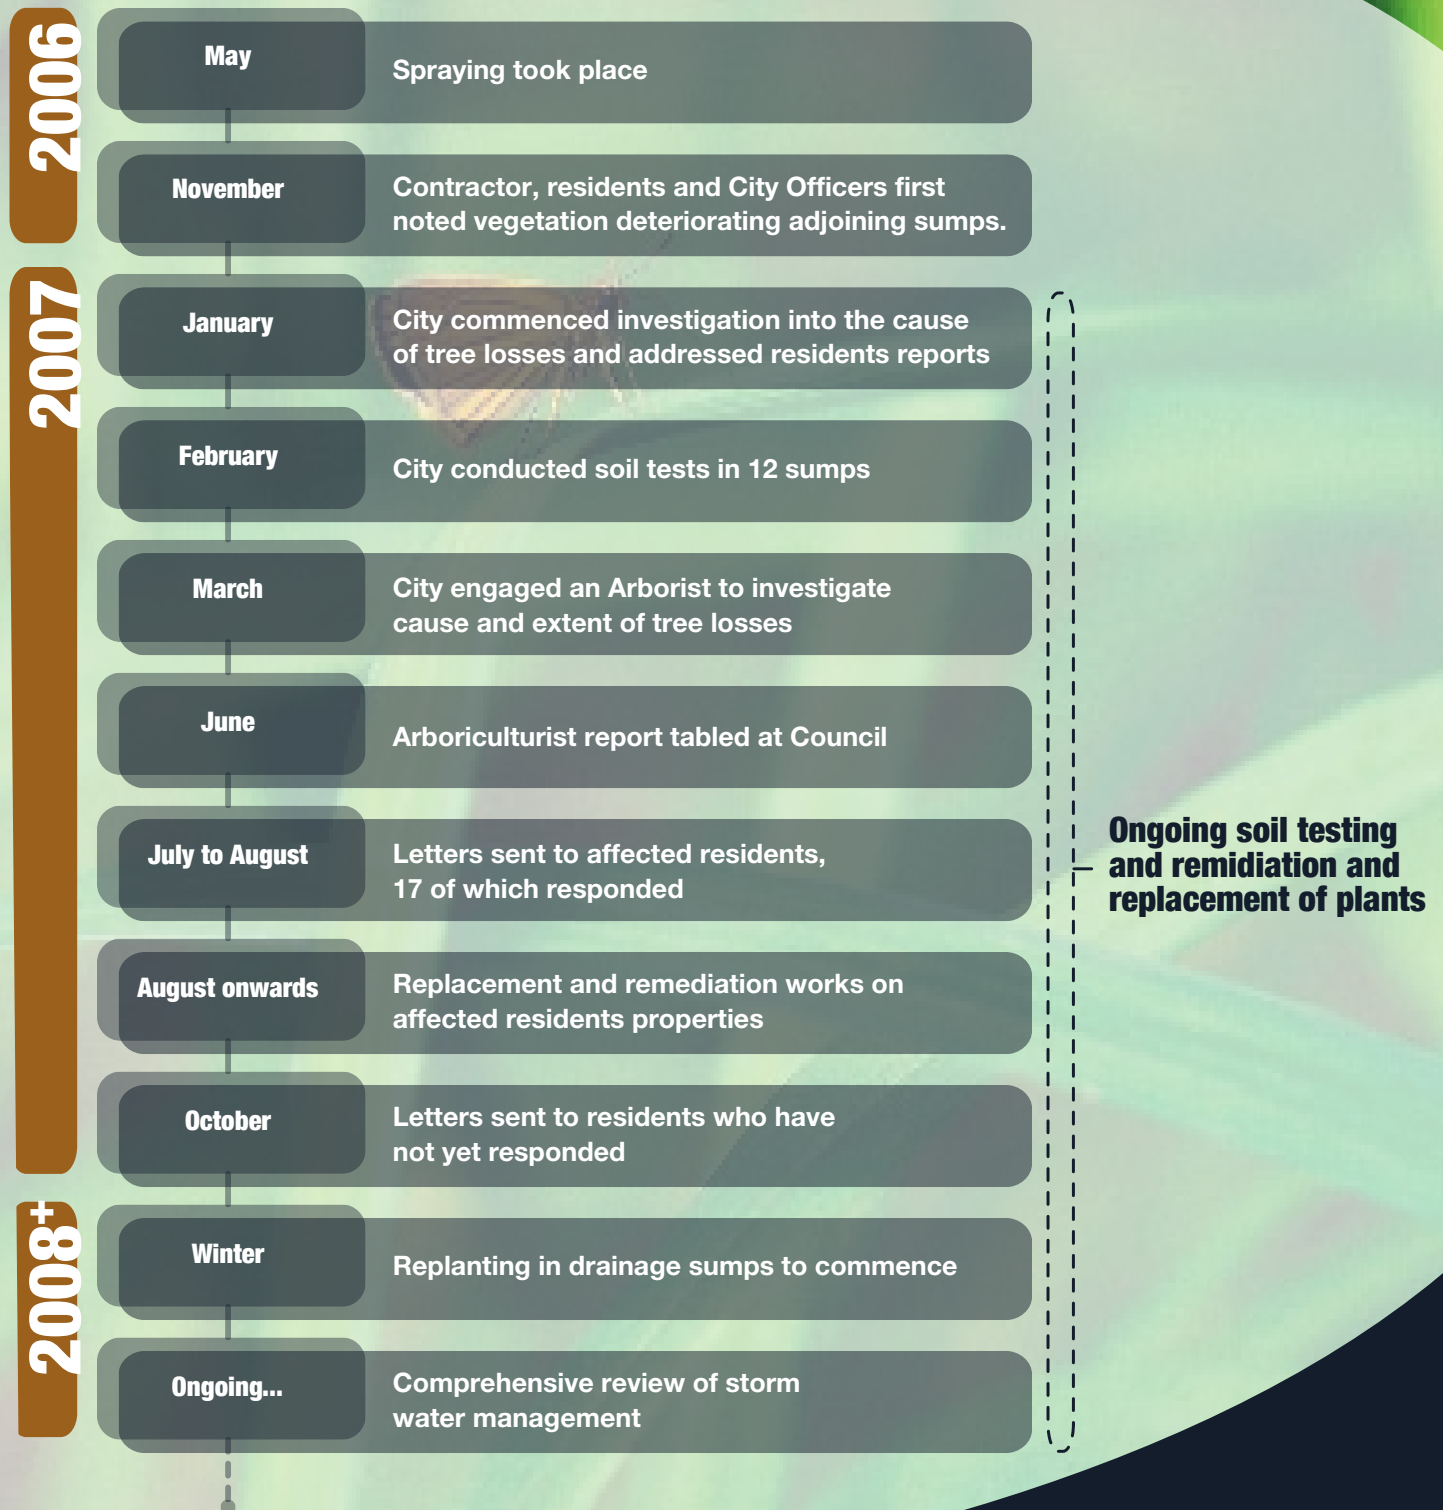 2006
May
Spraying took place
November
Contractor, residents and City Officers first
noted vegetation deteriorating adjoining sumps.
2007
January
City commenced investigation into the cause
of tree losses and addressed residents reports
February
City conducted soil tests in 12 sumps
March
City engaged an Arborist to investigate
cause and extent of tree losses
June
Arboriculturist report tabled at Council
July to August
Letters sent to affected residents,
17 of which responded
August onwards
Replacement and remediation works on
affected residents properties
October
Letters sent to residents who have
not yet responded
2008+
Winter
Replanting in drainage sumps to commence
Ongoing...
Comprehensive review of storm
water management
Ongoing soil testing
and remidiation and
replacement of plants